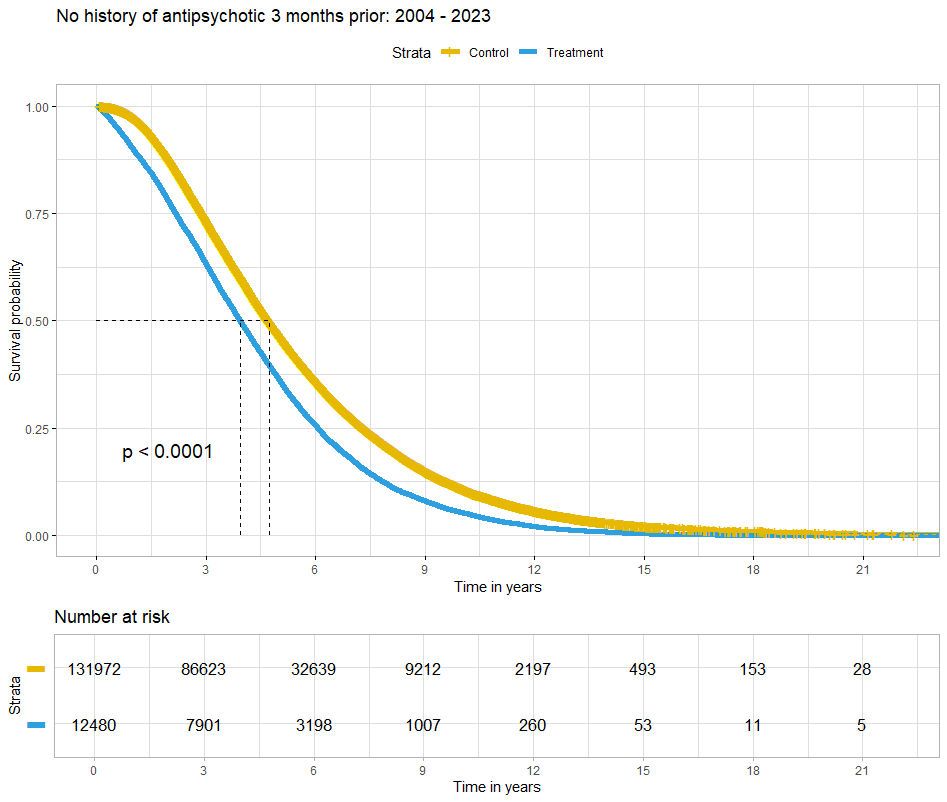 No history of antipsychotic 3 months prior: 2004 - 2023
Strata Control Treatment
1.00
0.75
0.50
0.25
0.00
Survival probability
p < 0.0001
0 3 6 9 12 15 18 21
Time in years
Number at risk
Strata
131972 86623 32639 9212 2197 493 153 28
12480 7901 3198 1007 260 53 11 5
0 3 6 9 12 15 18 21
Time in years